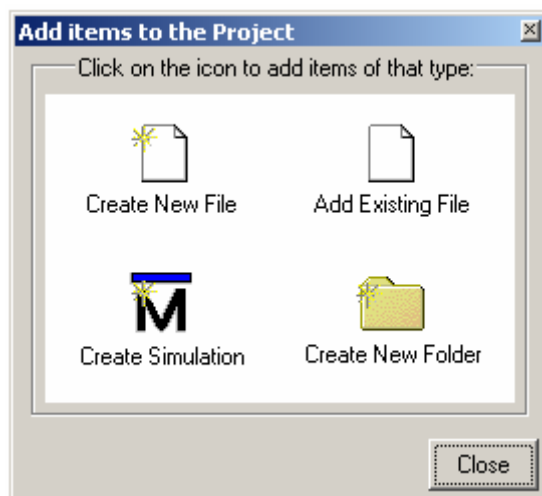 Add items to the Project
Click on the icon to add items of that type:
Create New File
Add Existing File
Create Simulation
Create New Folder
Close